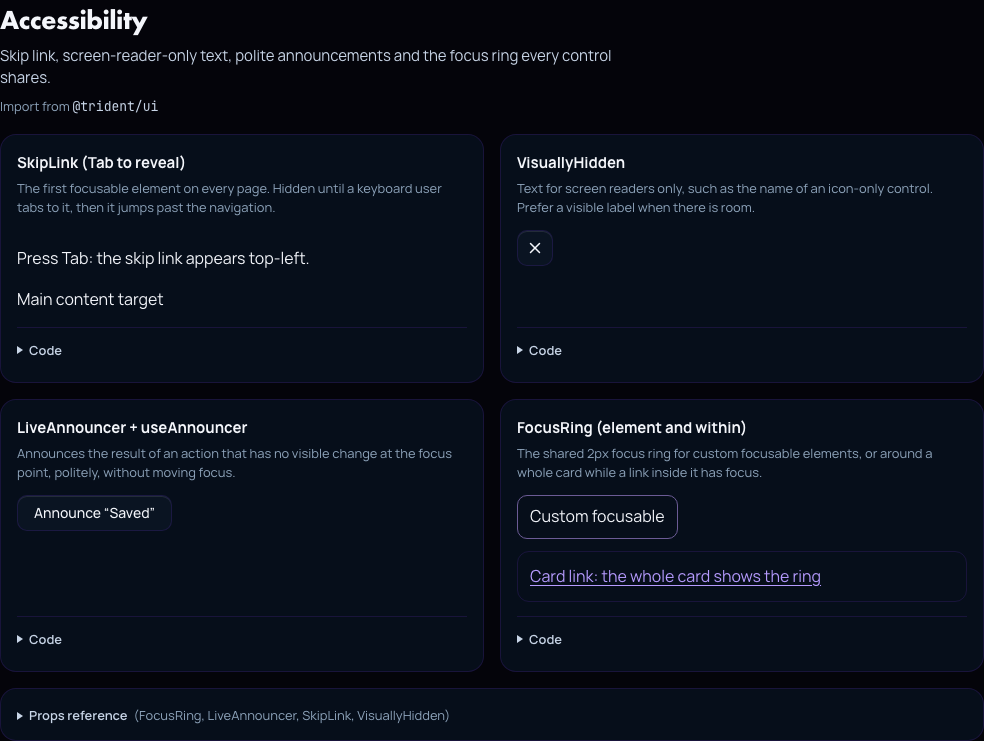 Accessibility
Skip link, screen-reader-only text, polite announcements and the focus ring every control
shares.
Import from @trident/ui
SkipLink (Tab to reveal)
The first focusable element on every page. Hidden until a keyboard user
tabs to it, then it jumps past the navigation.
Press Tab: the skip link appears top-left.
Main content target
Code
VisuallyHidden
Text for screen readers only, such as the name of an icon-only control.
Prefer a visible label when there is room.
Code
LiveAnnouncer + useAnnouncer
Announces the result of an action that has no visible change at the focus
point, politely, without moving focus.
Announce “Saved”
Code
FocusRing (element and within)
The shared 2px focus ring for custom focusable elements, or around a
whole card while a link inside it has focus.
Custom focusable
Card link: the whole card shows the ring
Code
Props reference (FocusRing, LiveAnnouncer, SkipLink, VisuallyHidden)